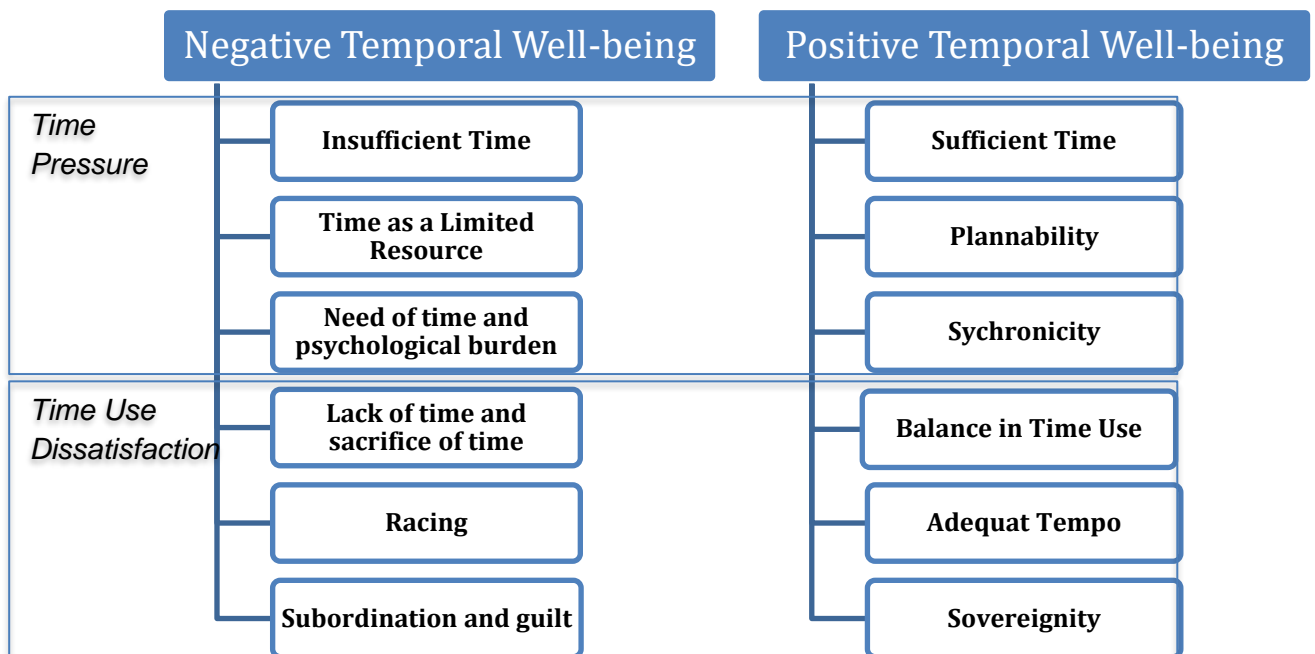 Negative Temporal Well-being
Positive Temporal Well-being
Time
Pressure
Insufficient Time
Sufficient Time
Time as a Limited
Resource
Plannability
Need of time and
psychological burden
Sychronicity
Time Use
Dissatisfaction
Lack of time and
sacrifice of time
Balance in Time Use
Racing
Adequat Tempo
Subordination and guilt
Sovereignity